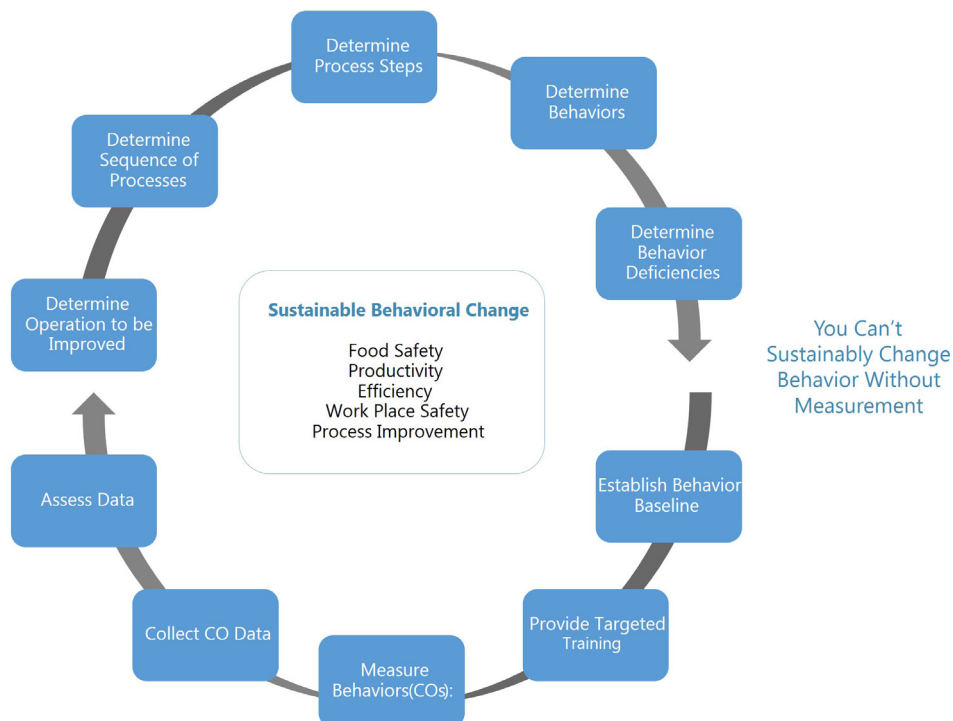 Determine
Process Steps
Determine
Behaviors
Determine
Behavior
Deficiencies
Establish Behavior
Baseline
Provide Targeted
Training
Measure
Behaviors(COs):
Collect CO Data
Assess Data
Determine
Operation to be
Improved
Determine
Sequence of
Processes
Sustainable Behavioral Change
Food Safety
Productivity
Efficiency
Work Place Safety
Process Improvement
You Can’t
Sustainably Change
Behavior Without
Measurement